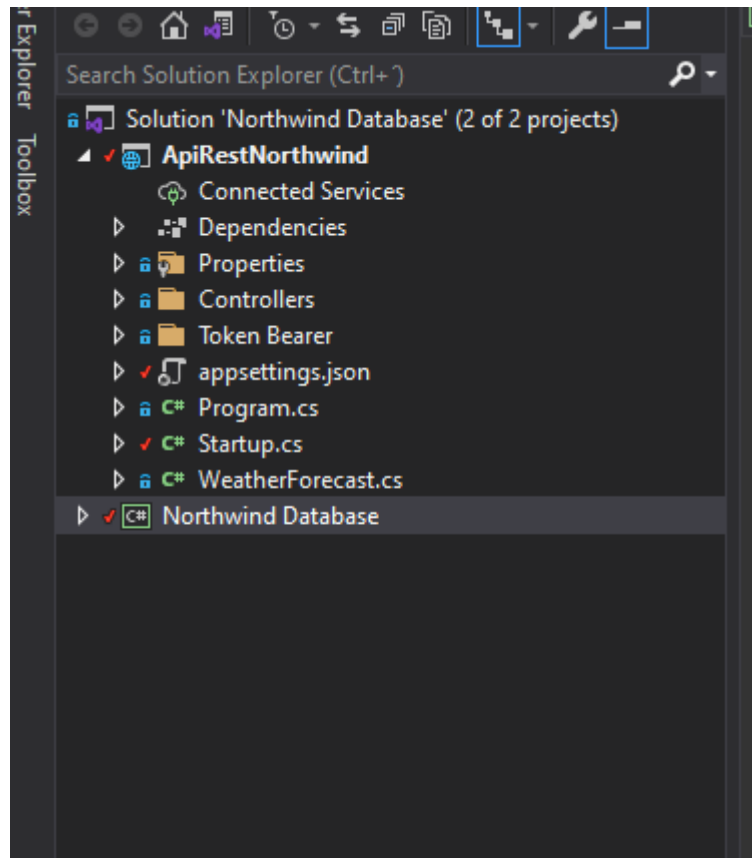 r Explorer
Toolbox
Search Solution Explorer (Ctrl+´)
Solution 'Northwind Database' (2 of 2 projects)
ApiRestNorthwind
Connected Services
Dependencies
Properties
Controllers
Token Bearer
appsettings.json
C# Program.cs
C# Startup.cs
C# WeatherForecast.cs
C# Northwind Database